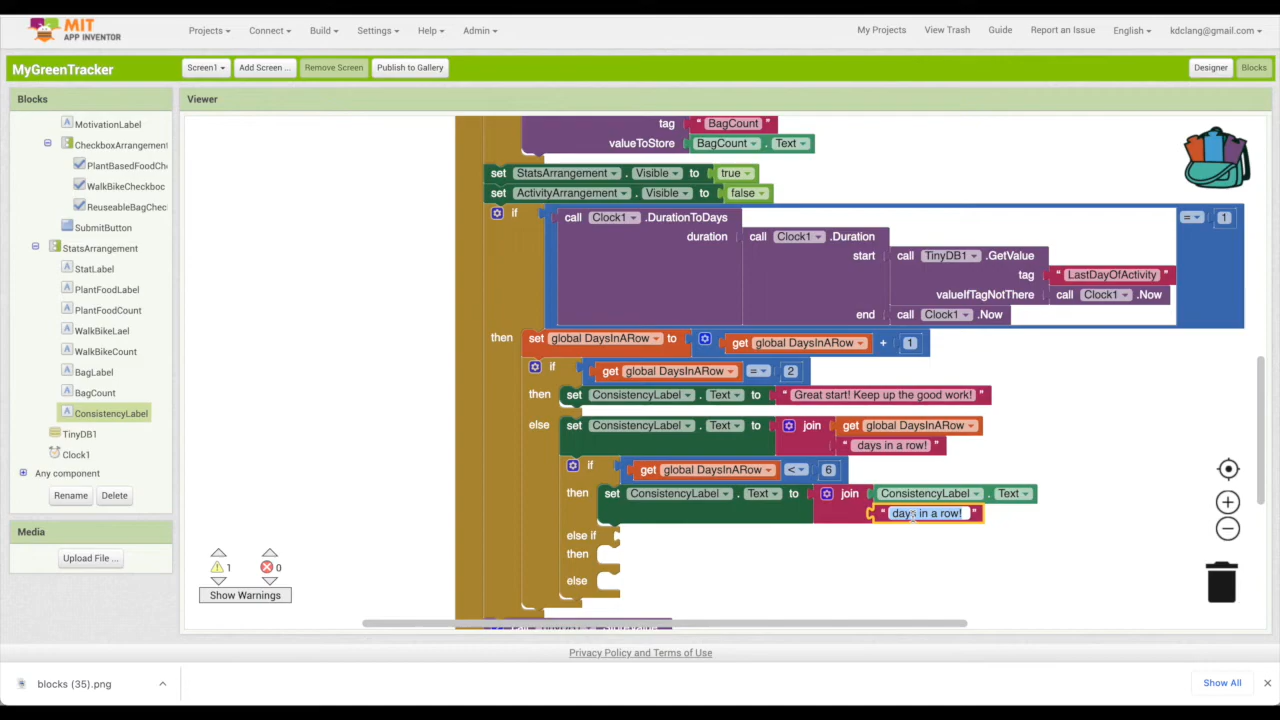 MIT
APP INVENTOR
Projects Connect Build Settings Help Admin My Projects View Trash Guide Report an Issue English kdclang@gmail.com
MyGreenTracker Screen1 Add Screen ... Remove Screen Publish to Gallery Designer Blocks
Blocks Viewer
MotivationLabel
CheckboxArrangement
PlantBasedFoodChe
WalkBikeCheckboc
ReuseableBagChec
SubmitButton
StatsArrangement
StatLabel
PlantFoodLabel
PlantFoodCount
WalkBikeLael
WalkBikeCount
BagLabel
BagCount
ConsistencyLabel
TinyDB1
Clock1
Any component
Rename Delete
Media
Upload File ...
tag " BagCount "
valueToStore BagCount . Text
set StatsArrangement . Visible to true
set ActivityArrangement . Visible to false
if call Clock1 .DurationToDays = 1
duration call Clock1 .Duration
start call TinyDB1 .GetValue
tag " LastDayOfActivity "
valueIfTagNotThere call Clock1 .Now
end call Clock1 .Now
then set global DaysInARow to get global DaysInARow + 1
if get global DaysInARow = 2
then set ConsistencyLabel . Text to " Great start! Keep up the good work! "
else set ConsistencyLabel . Text to join get global DaysInARow
" days in a row! "
if get global DaysInARow < 6
then set ConsistencyLabel . Text to join ConsistencyLabel . Text
" days in a row! "
else if
then
else
1 0
Show Warnings
Privacy Policy and Terms of Use
blocks (35).png Show All